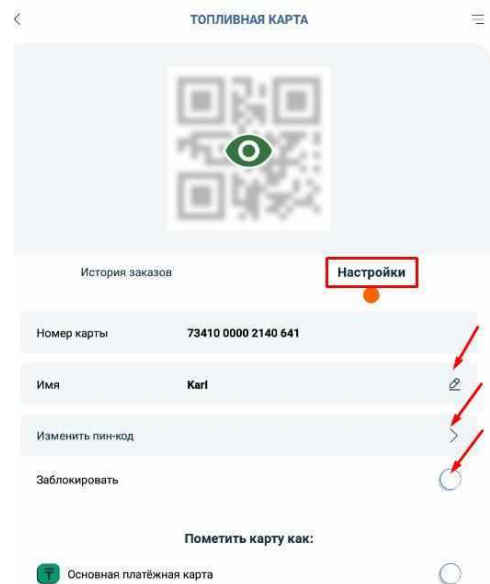 ТОПЛИВНАЯ КАРТА
История заказов Настройки
Номер карты 73410 0000 2140 641
Имя Karl
Изменить пин-код
Заблокировать
Пометить карту как:
₸ Основная платёжная карта